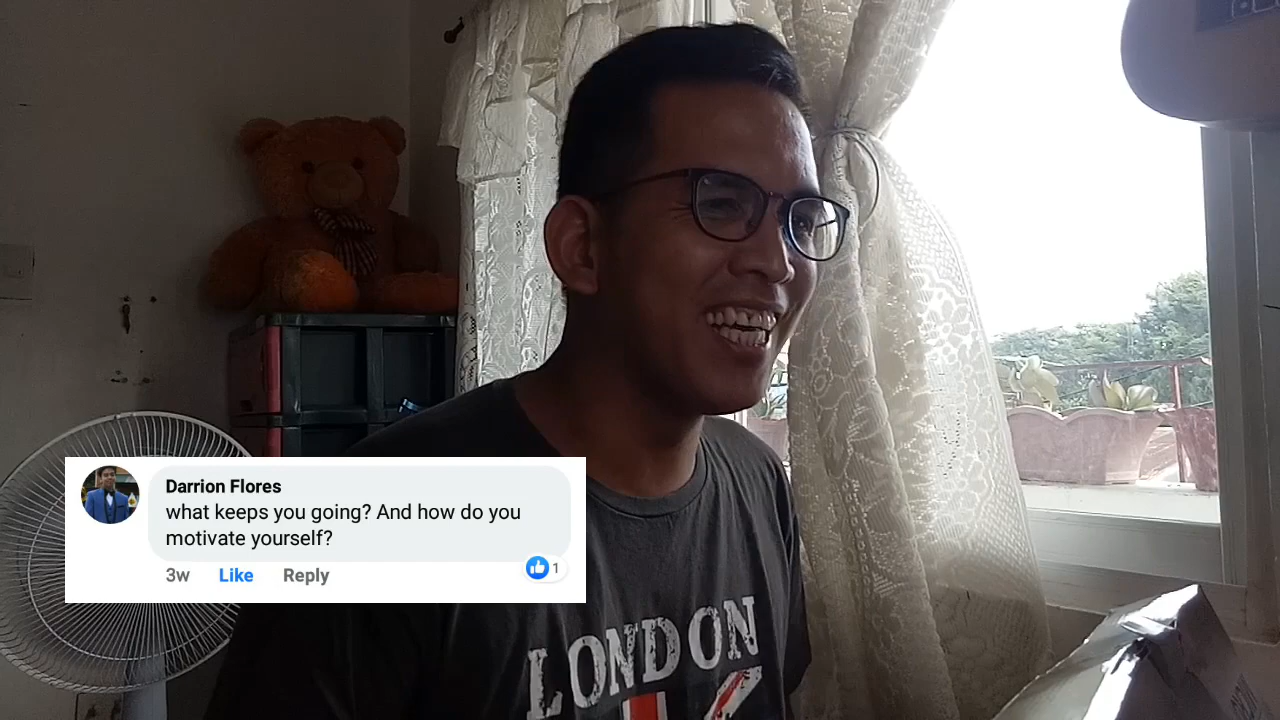 Darrion Flores
what keeps you going? And how do you
motivate yourself?
3w Like Reply 1
LONDON